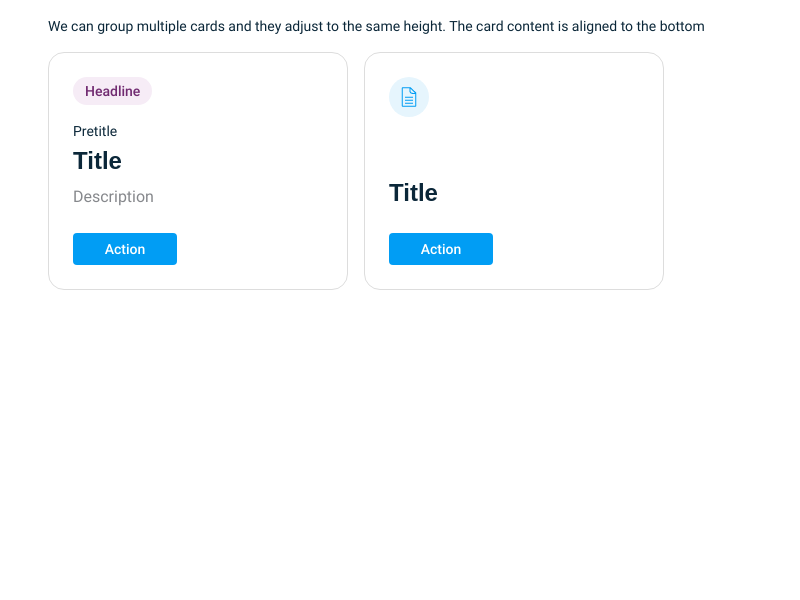 We can group multiple cards and they adjust to the same height. The card content is aligned to the bottom
Headline
Pretitle
Title
Description
Action
Title
Action